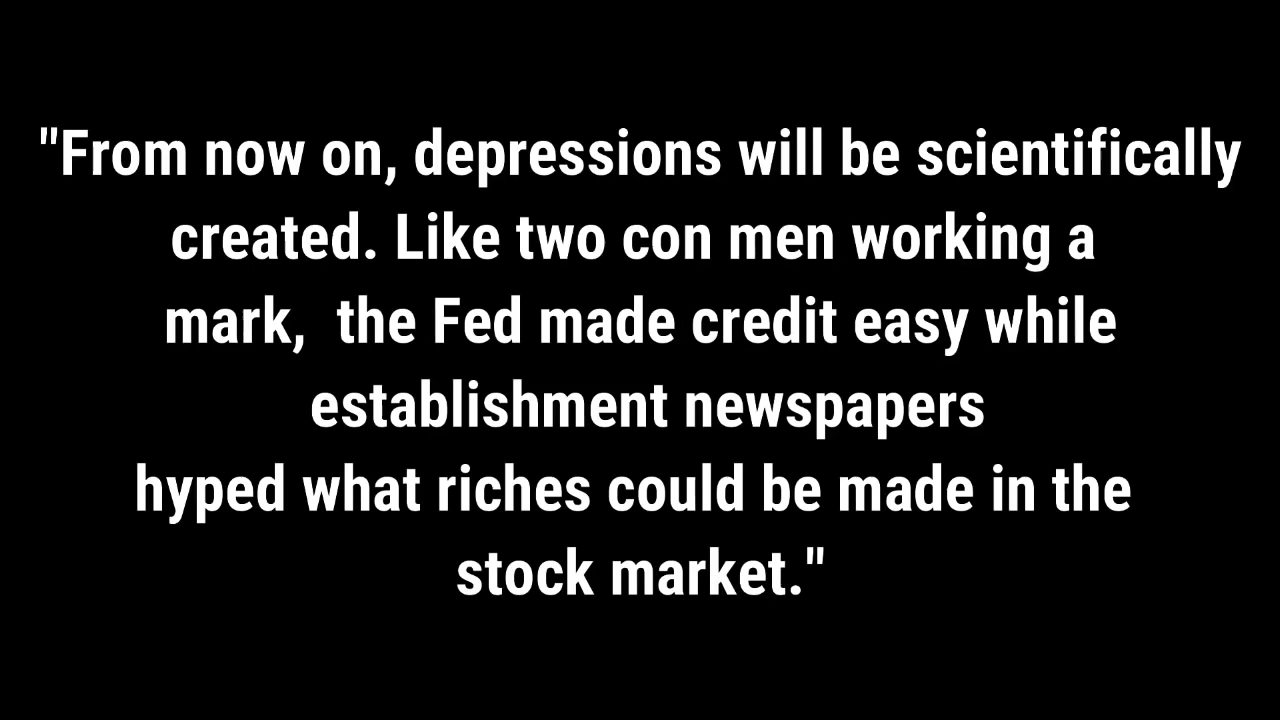 "From now on, depressions will be scientifically
created. Like two con men working a
mark,  the Fed made credit easy while
establishment newspapers
hyped what riches could be made in the
stock market."